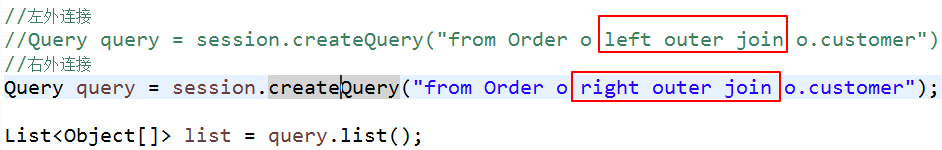 //左外连接
//Query query = session.createQuery("from Order o left outer join o.customer")
//右外连接
Query query = session.createQuery("from Order o right outer join o.customer");
List<Object[]> list = query.list();